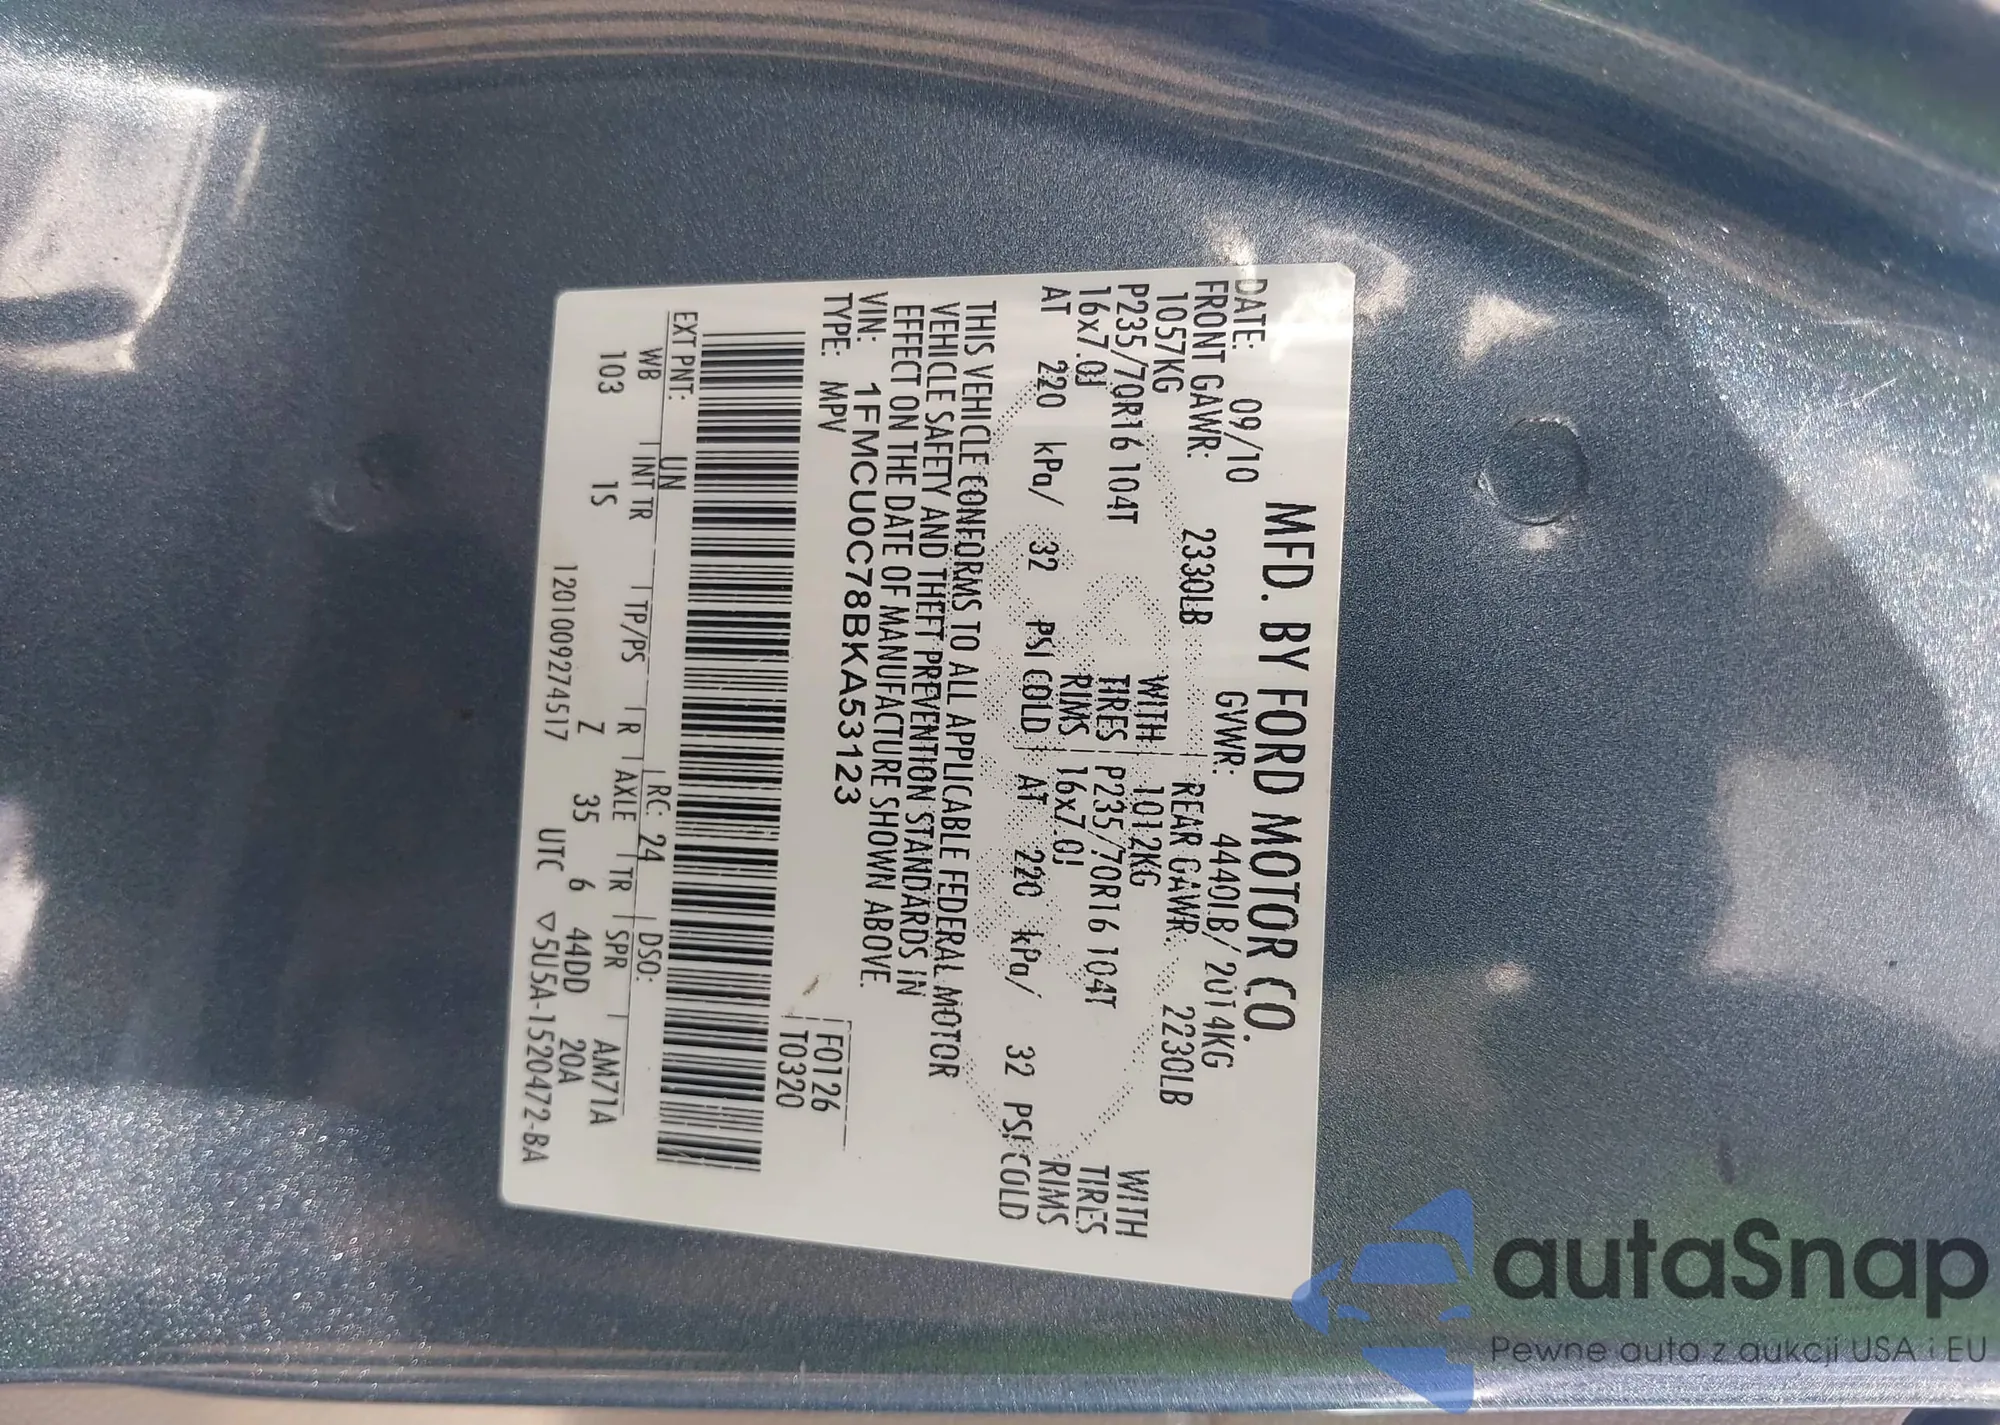 MFD. BY FORD MOTOR CO.
DATE: 09/10 GVWR: 4440LB/ 2014KG
FRONT GAWR: 2330LB REAR GAWR: 2230LB
1057KG WITH 1012KG WITH
P235/70R16 104T TIRES P235/70R16 104T TIRES
16x7.0J RIMS 16x7.0J RIMS
AT 220 kPa/ 32 PSI COLD AT 220 kPa/ 32 PSI COLD
THIS VEHICLE CONFORMS TO ALL APPLICABLE FEDERAL MOTOR
VEHICLE SAFETY AND THEFT PREVENTION STANDARDS IN
EFFECT ON THE DATE OF MANUFACTURE SHOWN ABOVE.
VIN: 1FMCU0C78BKA53123 F0126
TYPE: MPV T0320
EXT PNT: UN RC: 24 DSO:
WB INT TR TP/PS R AXLE TR SPR AM771A
103 1S Z 35 6 44DD 20A
1201009274517 UTC ▽5U5A-1520472-BA
autaSnap
Pewne auta z aukcji USA i EU